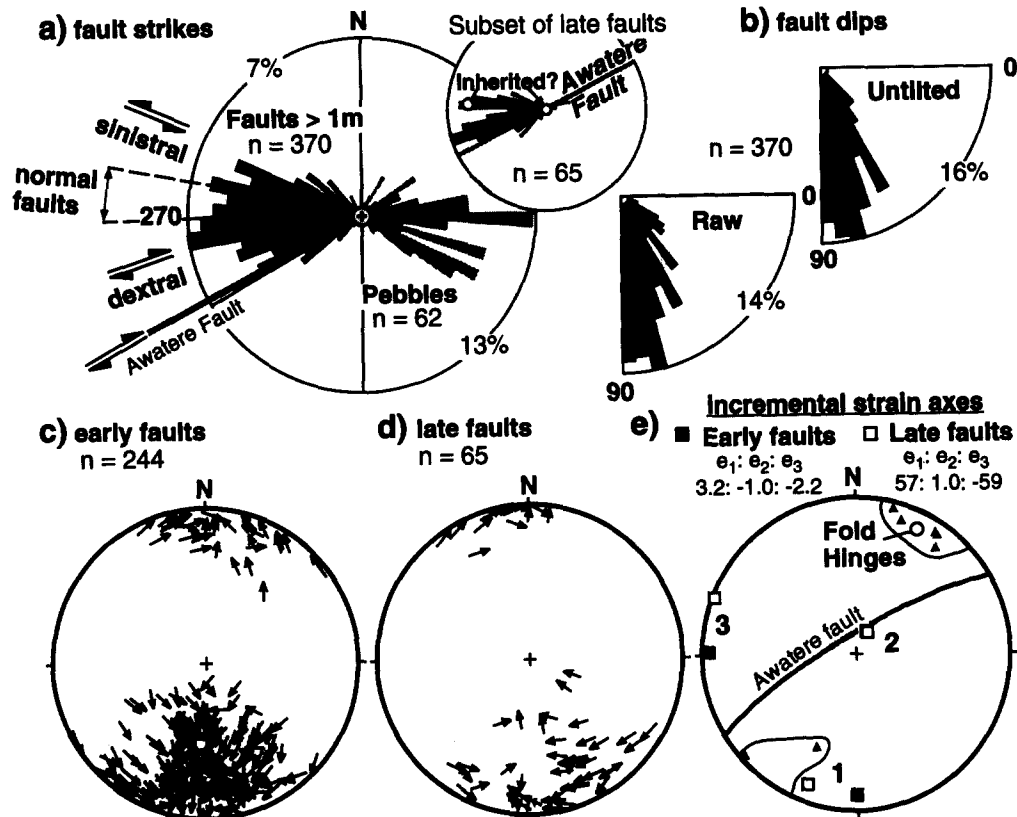 a) fault strikes
N
7%
Faults > 1m
n = 370
sinistral
normal
faults
270
dextral
Awatere Fault
Pebbles
n = 62
13%
Subset of late faults
Inherited?
Awatere
Fault
n = 65
b) fault dips
0
Untilted
n = 370
16%
90
0
Raw
14%
90
c) early faults
n = 244
N
d) late faults
n = 65
N
incremental strain axes
e) ■ Early faults □ Late faults
e1: e2: e3 e1: e2: e3
3.2: -1.0: -2.2 57: 1.0: -59
N
Fold
Hinges
3
2
Awatere fault
1